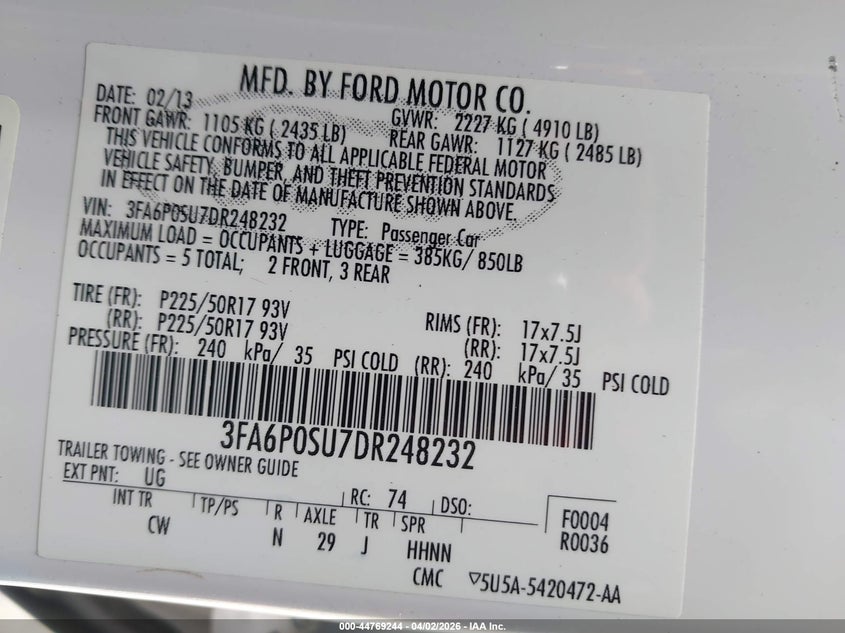 MFD. BY FORD MOTOR CO.
DATE: 02/13 GVWR: 2227 KG ( 4910 LB)
FRONT GAWR: 1105 KG ( 2435 LB) REAR GAWR: 1127 KG ( 2485 LB)
THIS VEHICLE CONFORMS TO ALL APPLICABLE FEDERAL MOTOR
VEHICLE SAFETY, BUMPER, AND THEFT PREVENTION STANDARDS
IN EFFECT ON THE DATE OF MANUFACTURE SHOWN ABOVE.
VIN: 3FA6P0SU7DR248232 TYPE: Passenger Car
MAXIMUM LOAD = OCCUPANTS + LUGGAGE = 385KG/ 850LB
OCCUPANTS = 5 TOTAL; 2 FRONT, 3 REAR
TIRE (FR): P225/50R17 93V RIMS (FR): 17x7.5J
(RR): P225/50R17 93V (RR): 17x7.5J
PRESSURE (FR): 240 kPa/ 35 PSI COLD (RR): 240 kPa/ 35 PSI COLD
3FA6P0SU7DR248232
TRAILER TOWING - SEE OWNER GUIDE
EXT PNT: UG RC: 74 DSO: F0004
INT TR TP/PS R AXLE TR SPR R0036
CW N 29 J HHNN
CMC ▽5U5A-5420472-AA
000-44769244 - 04/02/2026 - IAA Inc.